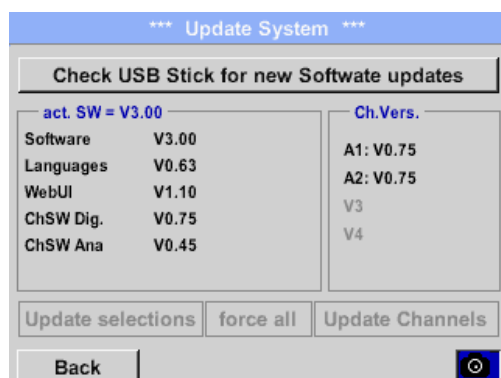 *** Update System ***
Check USB Stick for new Softwate updates
act. SW = V3.00
Software V3.00
Languages V0.63
WebUI V1.10
ChSW Dig. V0.75
ChSW Ana V0.45
Ch.Vers.
A1: V0.75
A2: V0.75
V3
V4
Update selections force all Update Channels
Back